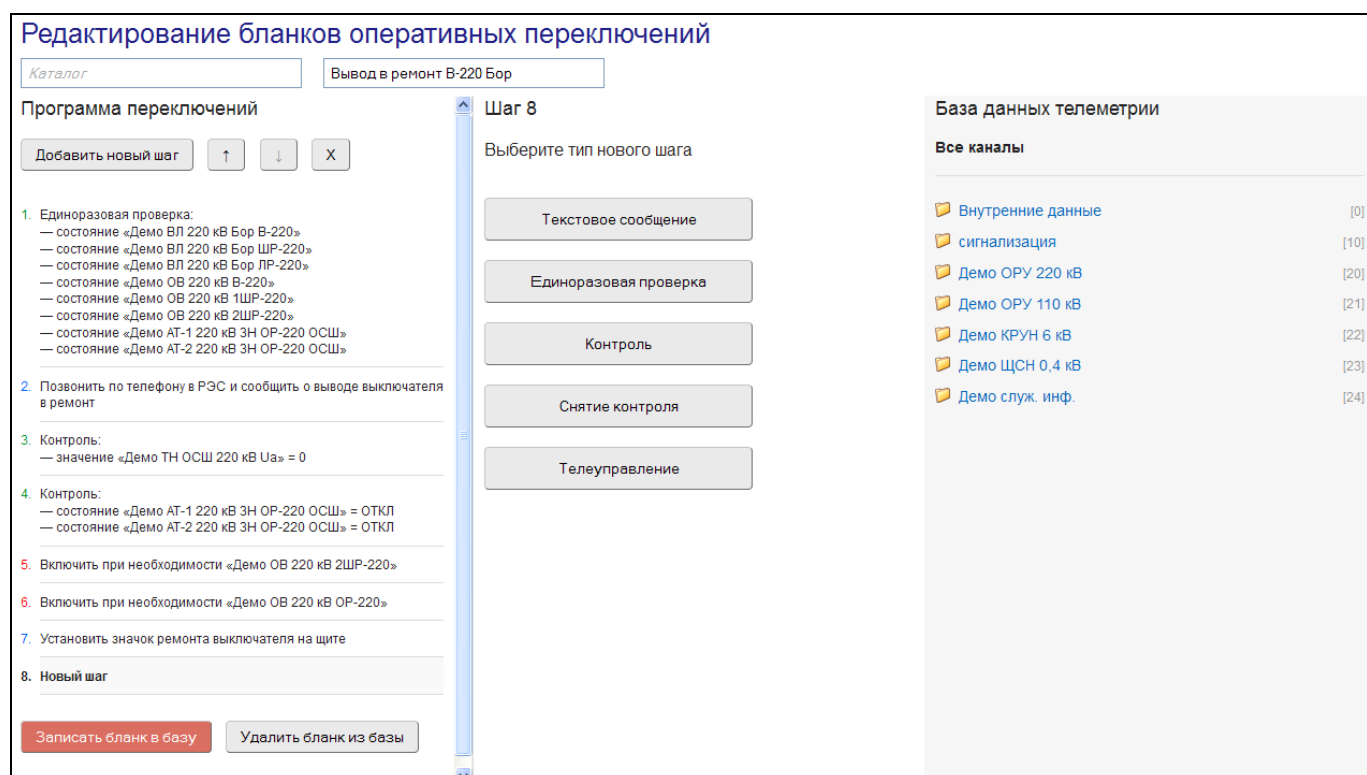 Редактирование бланков оперативных переключений
Каталог
Вывод в ремонт В-220 Бор
Программа переключений
Добавить новый шаг ↑ ↓ X
1. Единоразовая проверка:
— состояние «Демо ВЛ 220 кВ Бор В-220»
— состояние «Демо ВЛ 220 кВ Бор ШР-220»
— состояние «Демо ВЛ 220 кВ Бор ЛР-220»
— состояние «Демо ОВ 220 кВ В-220»
— состояние «Демо ОВ 220 кВ 1ШР-220»
— состояние «Демо ОВ 220 кВ 2ШР-220»
— состояние «Демо АТ-1 220 кВ ЗН ОР-220 ОСШ»
— состояние «Демо АТ-2 220 кВ ЗН ОР-220 ОСШ»
2. Позвонить по телефону в РЭС и сообщить о выводе выключателя
в ремонт
3. Контроль:
— значение «Демо ТН ОСШ 220 кВ Ua» = 0
4. Контроль:
— состояние «Демо АТ-1 220 кВ ЗН ОР-220 ОСШ» = ОТКЛ
— состояние «Демо АТ-2 220 кВ ЗН ОР-220 ОСШ» = ОТКЛ
5. Включить при необходимости «Демо ОВ 220 кВ 2ШР-220»
6. Включить при необходимости «Демо ОВ 220 кВ ОР-220»
7. Установить значок ремонта выключателя на щите
8. Новый шаг
Записать бланк в базу
Удалить бланк из базы
Шаг 8
Выберите тип нового шага
Текстовое сообщение
Единоразовая проверка
Контроль
Снятие контроля
Телеуправление
База данных телеметрии
Все каналы
Внутренние данные [0]
сигнализация [10]
Демо ОРУ 220 кВ [20]
Демо ОРУ 110 кВ [21]
Демо КРУН 6 кВ [22]
Демо ЩСН 0,4 кВ [23]
Демо служ. инф. [24]